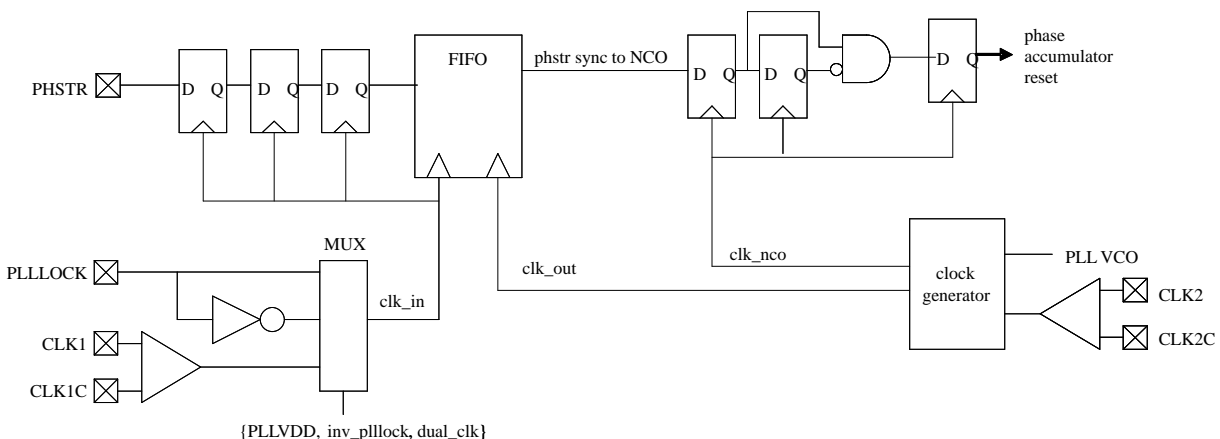 PHSTR
D Q
D Q
D Q
FIFO
phstr sync to NCO
D Q
D Q
D Q
phase
accumulator
reset
MUX
PLLLOCK
clk_in
CLK1
CLK1C
{PLLVDD, inv_plllock, dual_clk}
clk_out
clk_nco
clock
generator
PLL VCO
CLK2
CLK2C